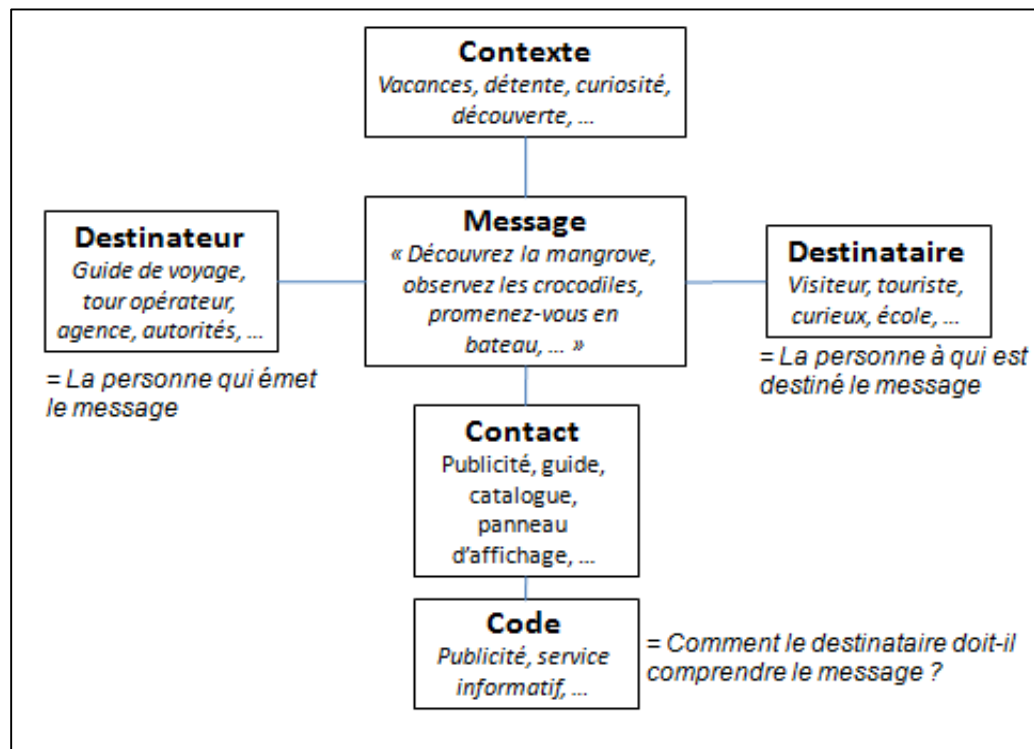 Contexte
Vacances, détente, curiosité,
découverte, ...
Destinateur
Guide de voyage,
tour opérateur,
agence, autorités, ...
= La personne qui émet
le message
Message
« Découvrez la mangrove,
observez les crocodiles,
promenez-vous en
bateau, ... »
Destinataire
Visiteur, touriste,
curieux, école, ...
= La personne à qui est
destiné le message
Contact
Publicité, guide,
catalogue,
panneau
d'affichage, ...
Code
Publicité, service
informatif, ...
= Comment le destinataire doit-il
comprendre le message ?